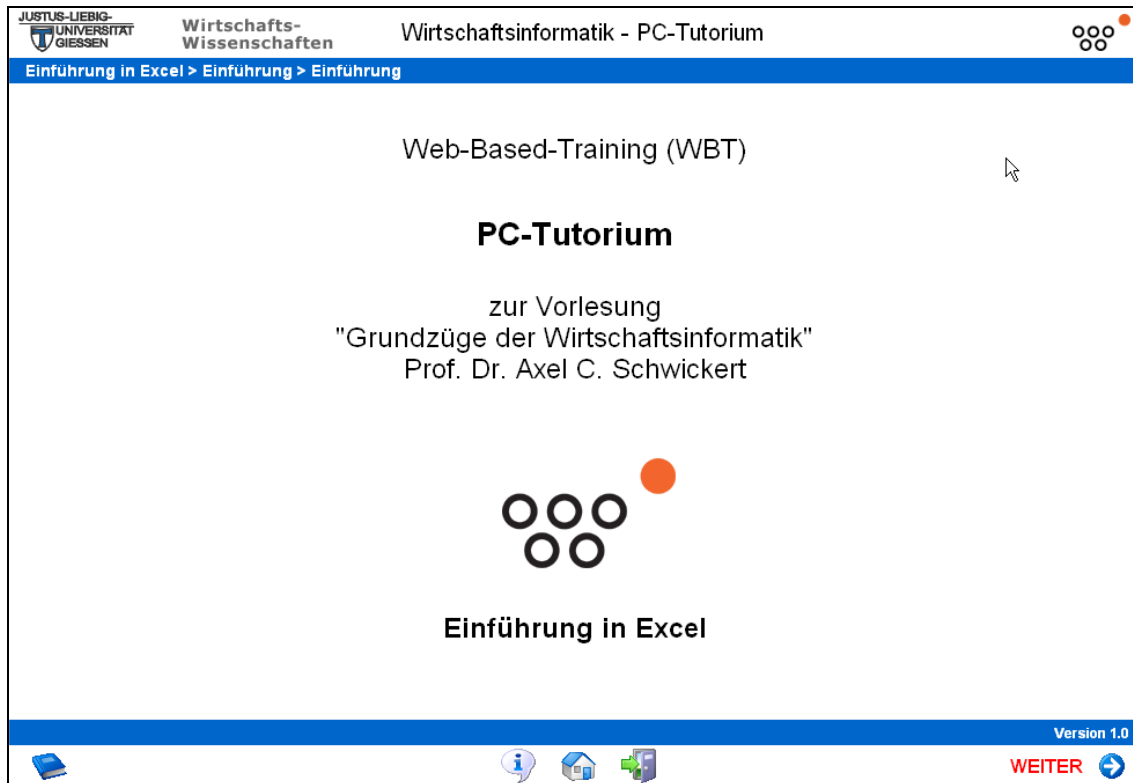 JUSTUS-LIEBIG-
UNIVERSITÄT
GIESSEN
Wirtschafts-
Wissenschaften
Wirtschaftsinformatik - PC-Tutorium
Einführung in Excel > Einführung > Einführung
Web-Based-Training (WBT)
PC-Tutorium
zur Vorlesung
"Grundzüge der Wirtschaftsinformatik"
Prof. Dr. Axel C. Schwickert
Einführung in Excel
Version 1.0
i
WEITER